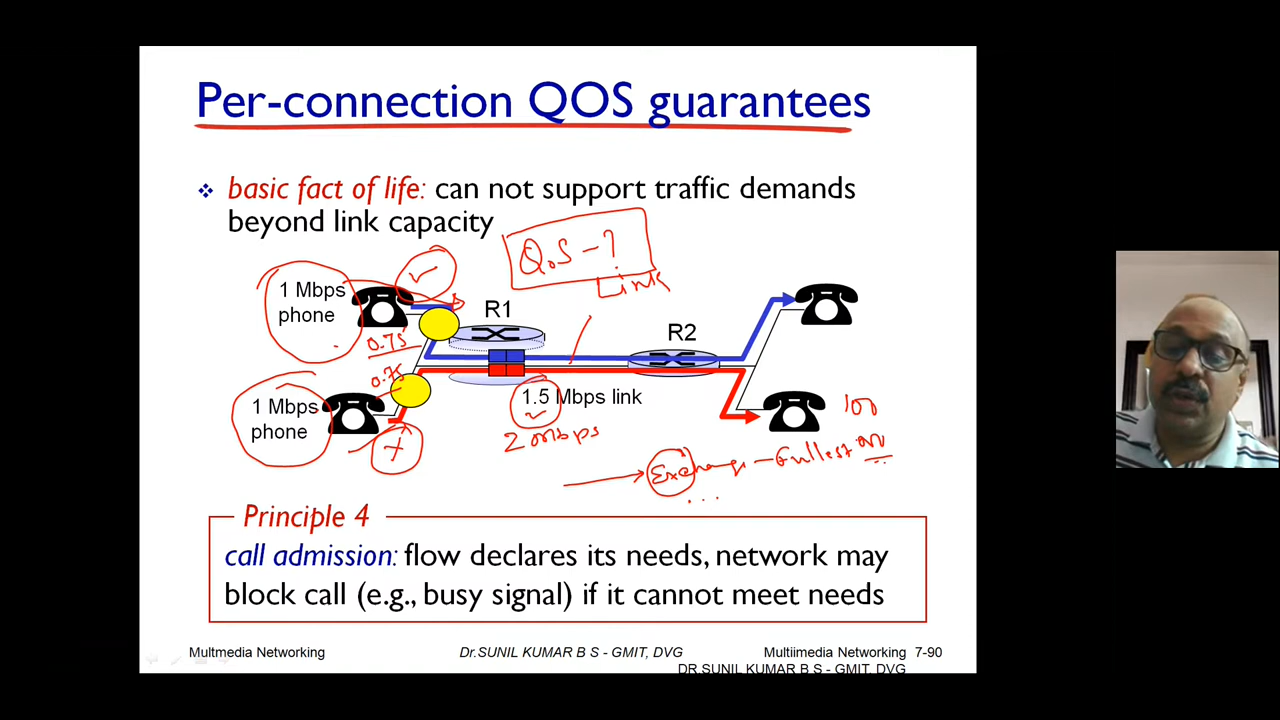 Per-connection QOS guarantees
basic fact of life: can not support traffic demands
beyond link capacity
QoS - ?
Link
1 Mbps
phone
R1
R2
0.75
0.75
1 Mbps
phone
1.5 Mbps link
2 mbps
100
Exchange - Fullest
...
Principle 4
call admission: flow declares its needs, network may
block call (e.g., busy signal) if it cannot meet needs
Multmedia Networking
Dr.SUNIL KUMAR B S - GMIT, DVG
Multiimedia Networking 7-90
DR.SUNIL KUMAR B S - GMIT, DVG